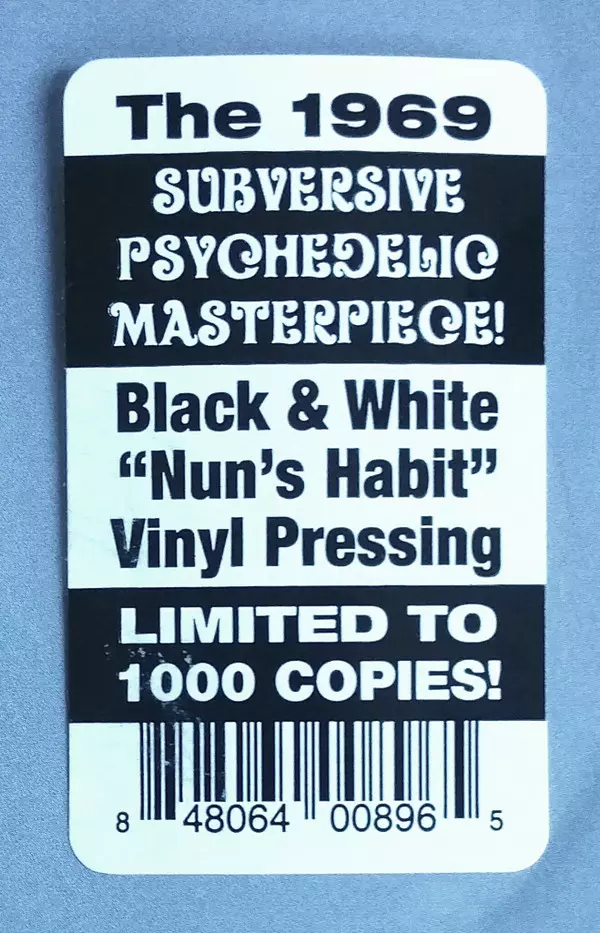 The 1969
SUBVERSIVE
PSYCHEDELIC
MASTERPIECE!
Black & White
“Nun’s Habit”
Vinyl Pressing
LIMITED TO
1000 COPIES!
8 48064 00896 5